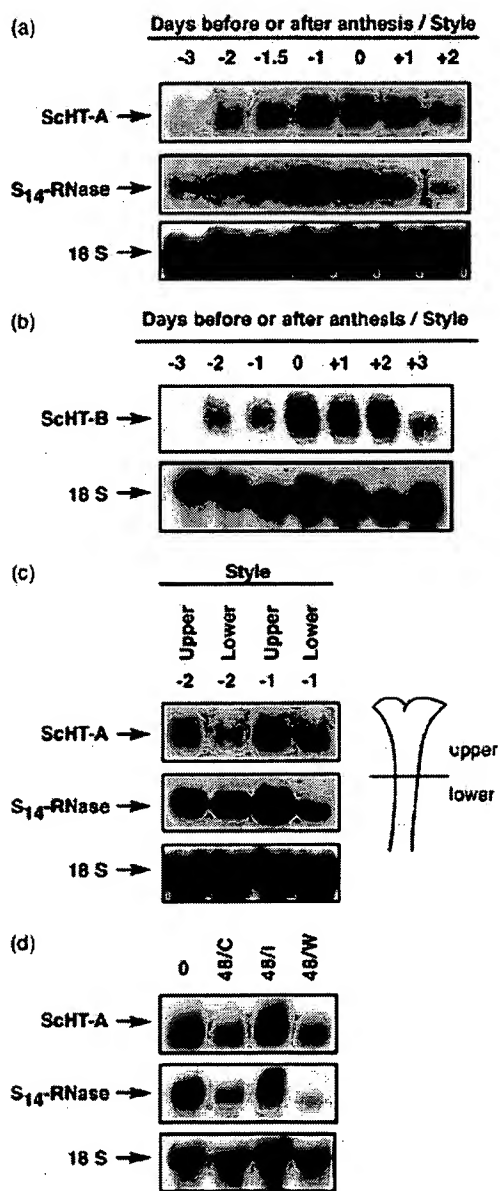 (a)
Days before or after anthesis / Style
-3 -2 -1.5 -1 0 +1 +2
ScHT-A
S14-RNase
18 S
(b)
Days before or after anthesis / Style
-3 -2 -1 0 +1 +2 +3
ScHT-B
18 S
(c)
Style
Upper Lower Upper Lower
-2 -2 -1 -1
ScHT-A
upper
S14-RNase
lower
18 S
(d)
0 48/C 48/I 48/W
ScHT-A
S14-RNase
18 S